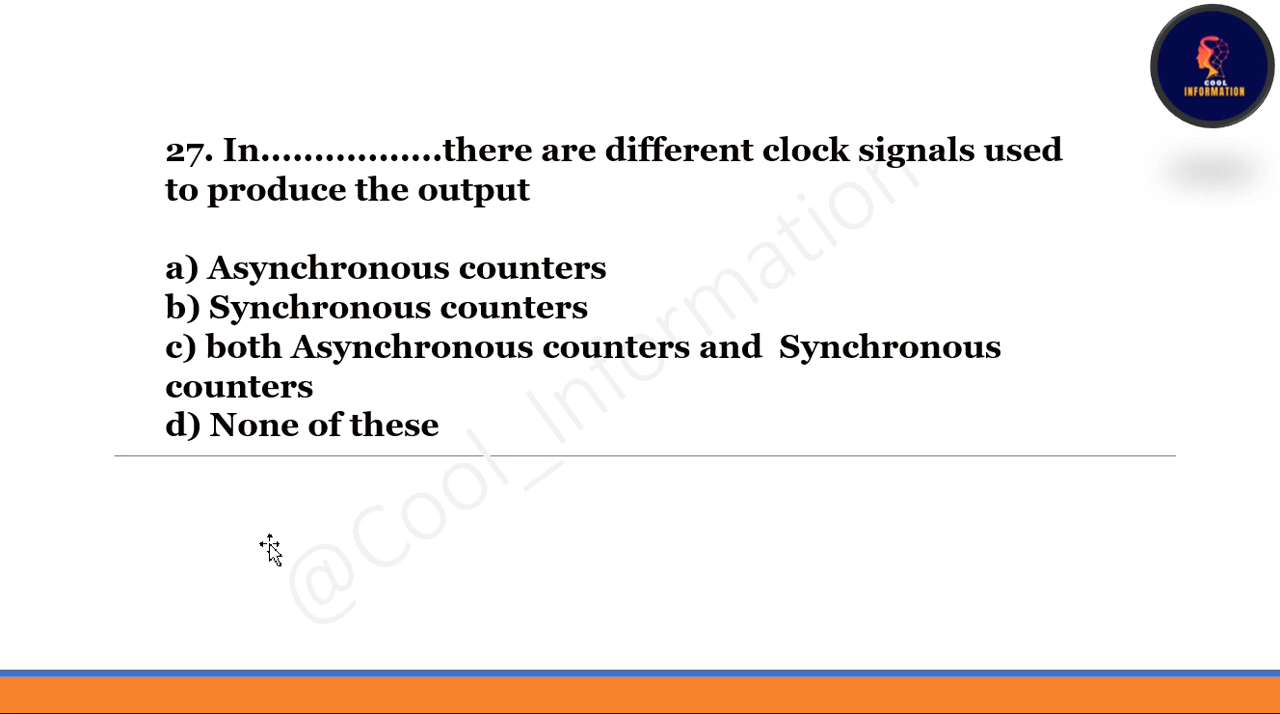 COOL
INFORMATION
27. In.................there are different clock signals used
to produce the output
a) Asynchronous counters
b) Synchronous counters
c) both Asynchronous counters and  Synchronous
counters
d) None of these
@Cool_Information